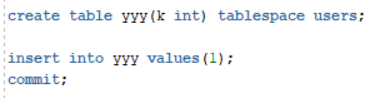 create table yyy(k int) tablespace users;
insert into yyy values(1);
commit;